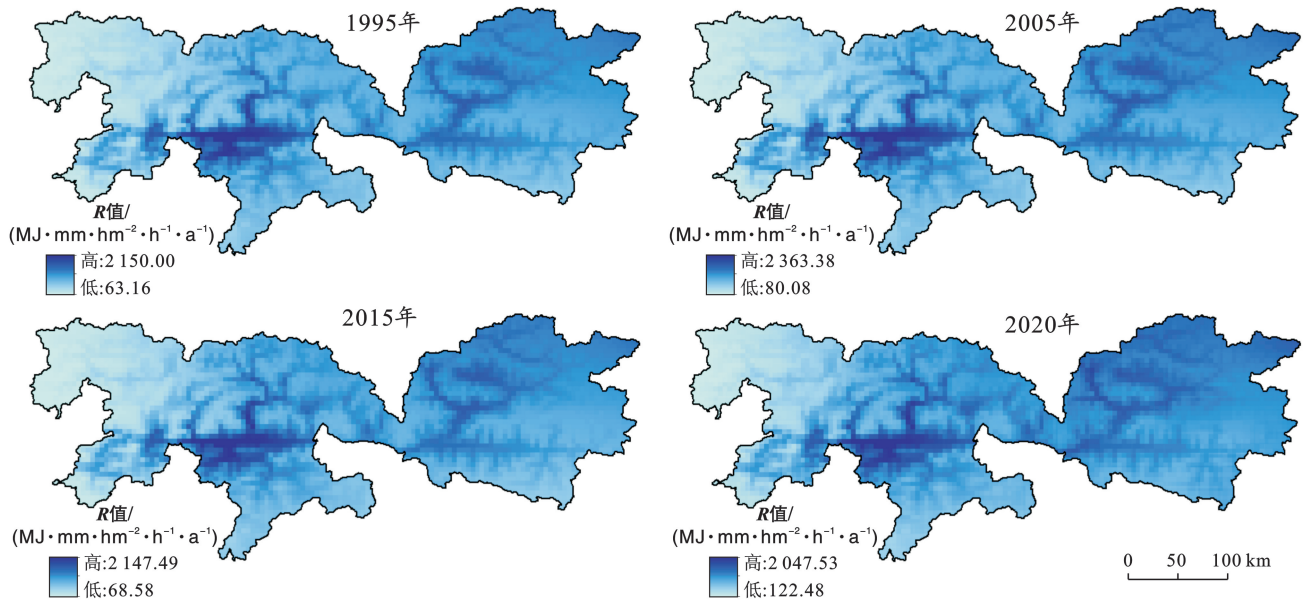 1995年
R值/
(MJ·mm·hm⁻²·h⁻¹·a⁻¹)
高:2 150.00
低:63.16
2005年
R值/
(MJ·mm·hm⁻²·h⁻¹·a⁻¹)
高:2 363.38
低:80.08
2015年
R值/
(MJ·mm·hm⁻²·h⁻¹·a⁻¹)
高:2 147.49
低:68.58
2020年
R值/
(MJ·mm·hm⁻²·h⁻¹·a⁻¹)
高:2 047.53
低:122.48
0 50 100 km